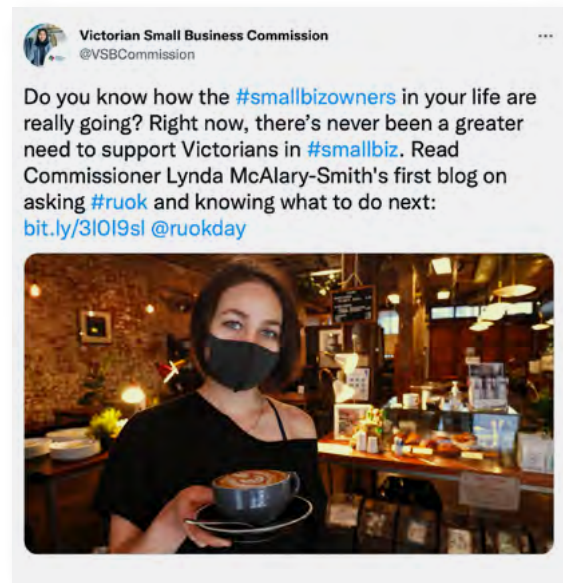 Victorian Small Business Commission
@VSBCommission
Do you know how the #smallbizowners in your life are
really going? Right now, there's never been a greater
need to support Victorians in #smallbiz. Read
Commissioner Lynda McAlary-Smith's first blog on
asking #ruok and knowing what to do next:
bit.ly/3l0I9sl @ruokday